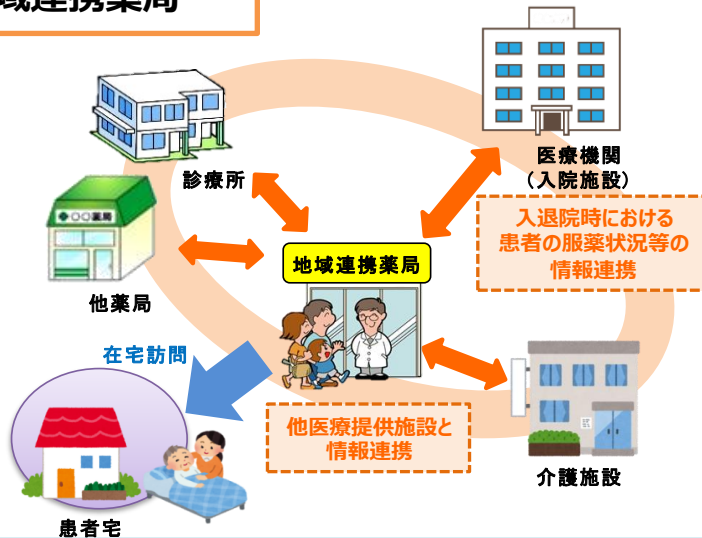 域連携薬局
診療所
医療機関
(入院施設)
〇〇薬局
入退院時における
患者の服薬状況等の
情報連携
地域連携薬局
他薬局
在宅訪問
他医療提供施設と
情報連携
介護施設
患者宅